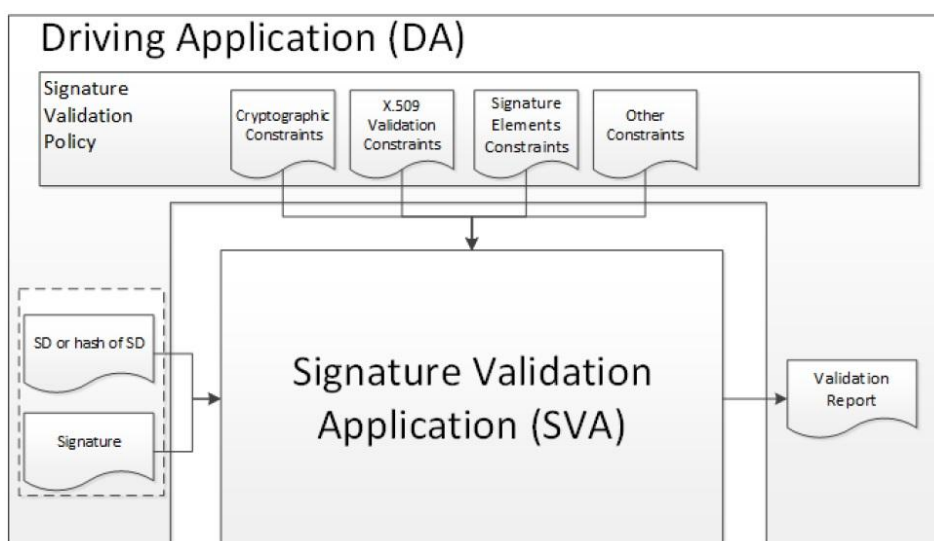 Driving Application (DA)
Signature
Validation
Policy
Cryptographic
Constraints
X.509
Validation
Constraints
Signature
Elements
Constraints
Other
Constraints
SD or hash of SD
Signature
Signature Validation
Application (SVA)
Validation
Report